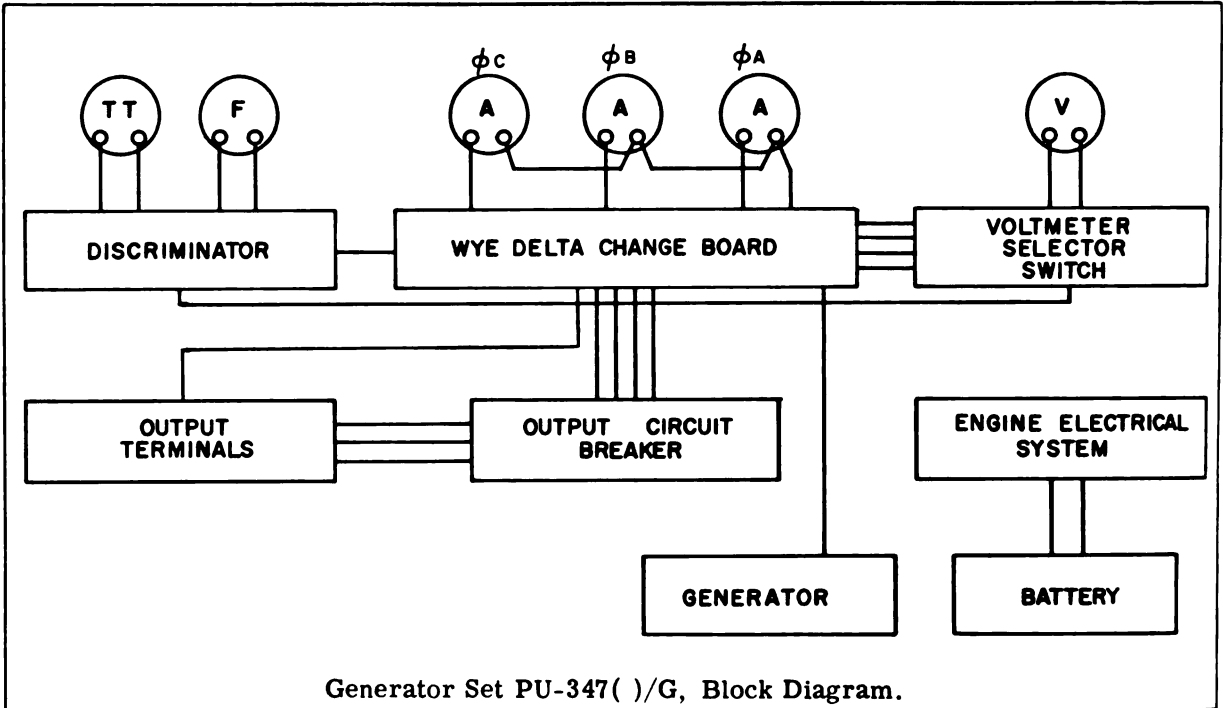 ϕC ϕB ϕA
TT F A A A V
DISCRIMINATOR
WYE DELTA CHANGE BOARD
VOLTMETER
SELECTOR
SWITCH
OUTPUT
TERMINALS
OUTPUT CIRCUIT
BREAKER
ENGINE ELECTRICAL
SYSTEM
GENERATOR
BATTERY
Generator Set PU-347( )/G, Block Diagram.